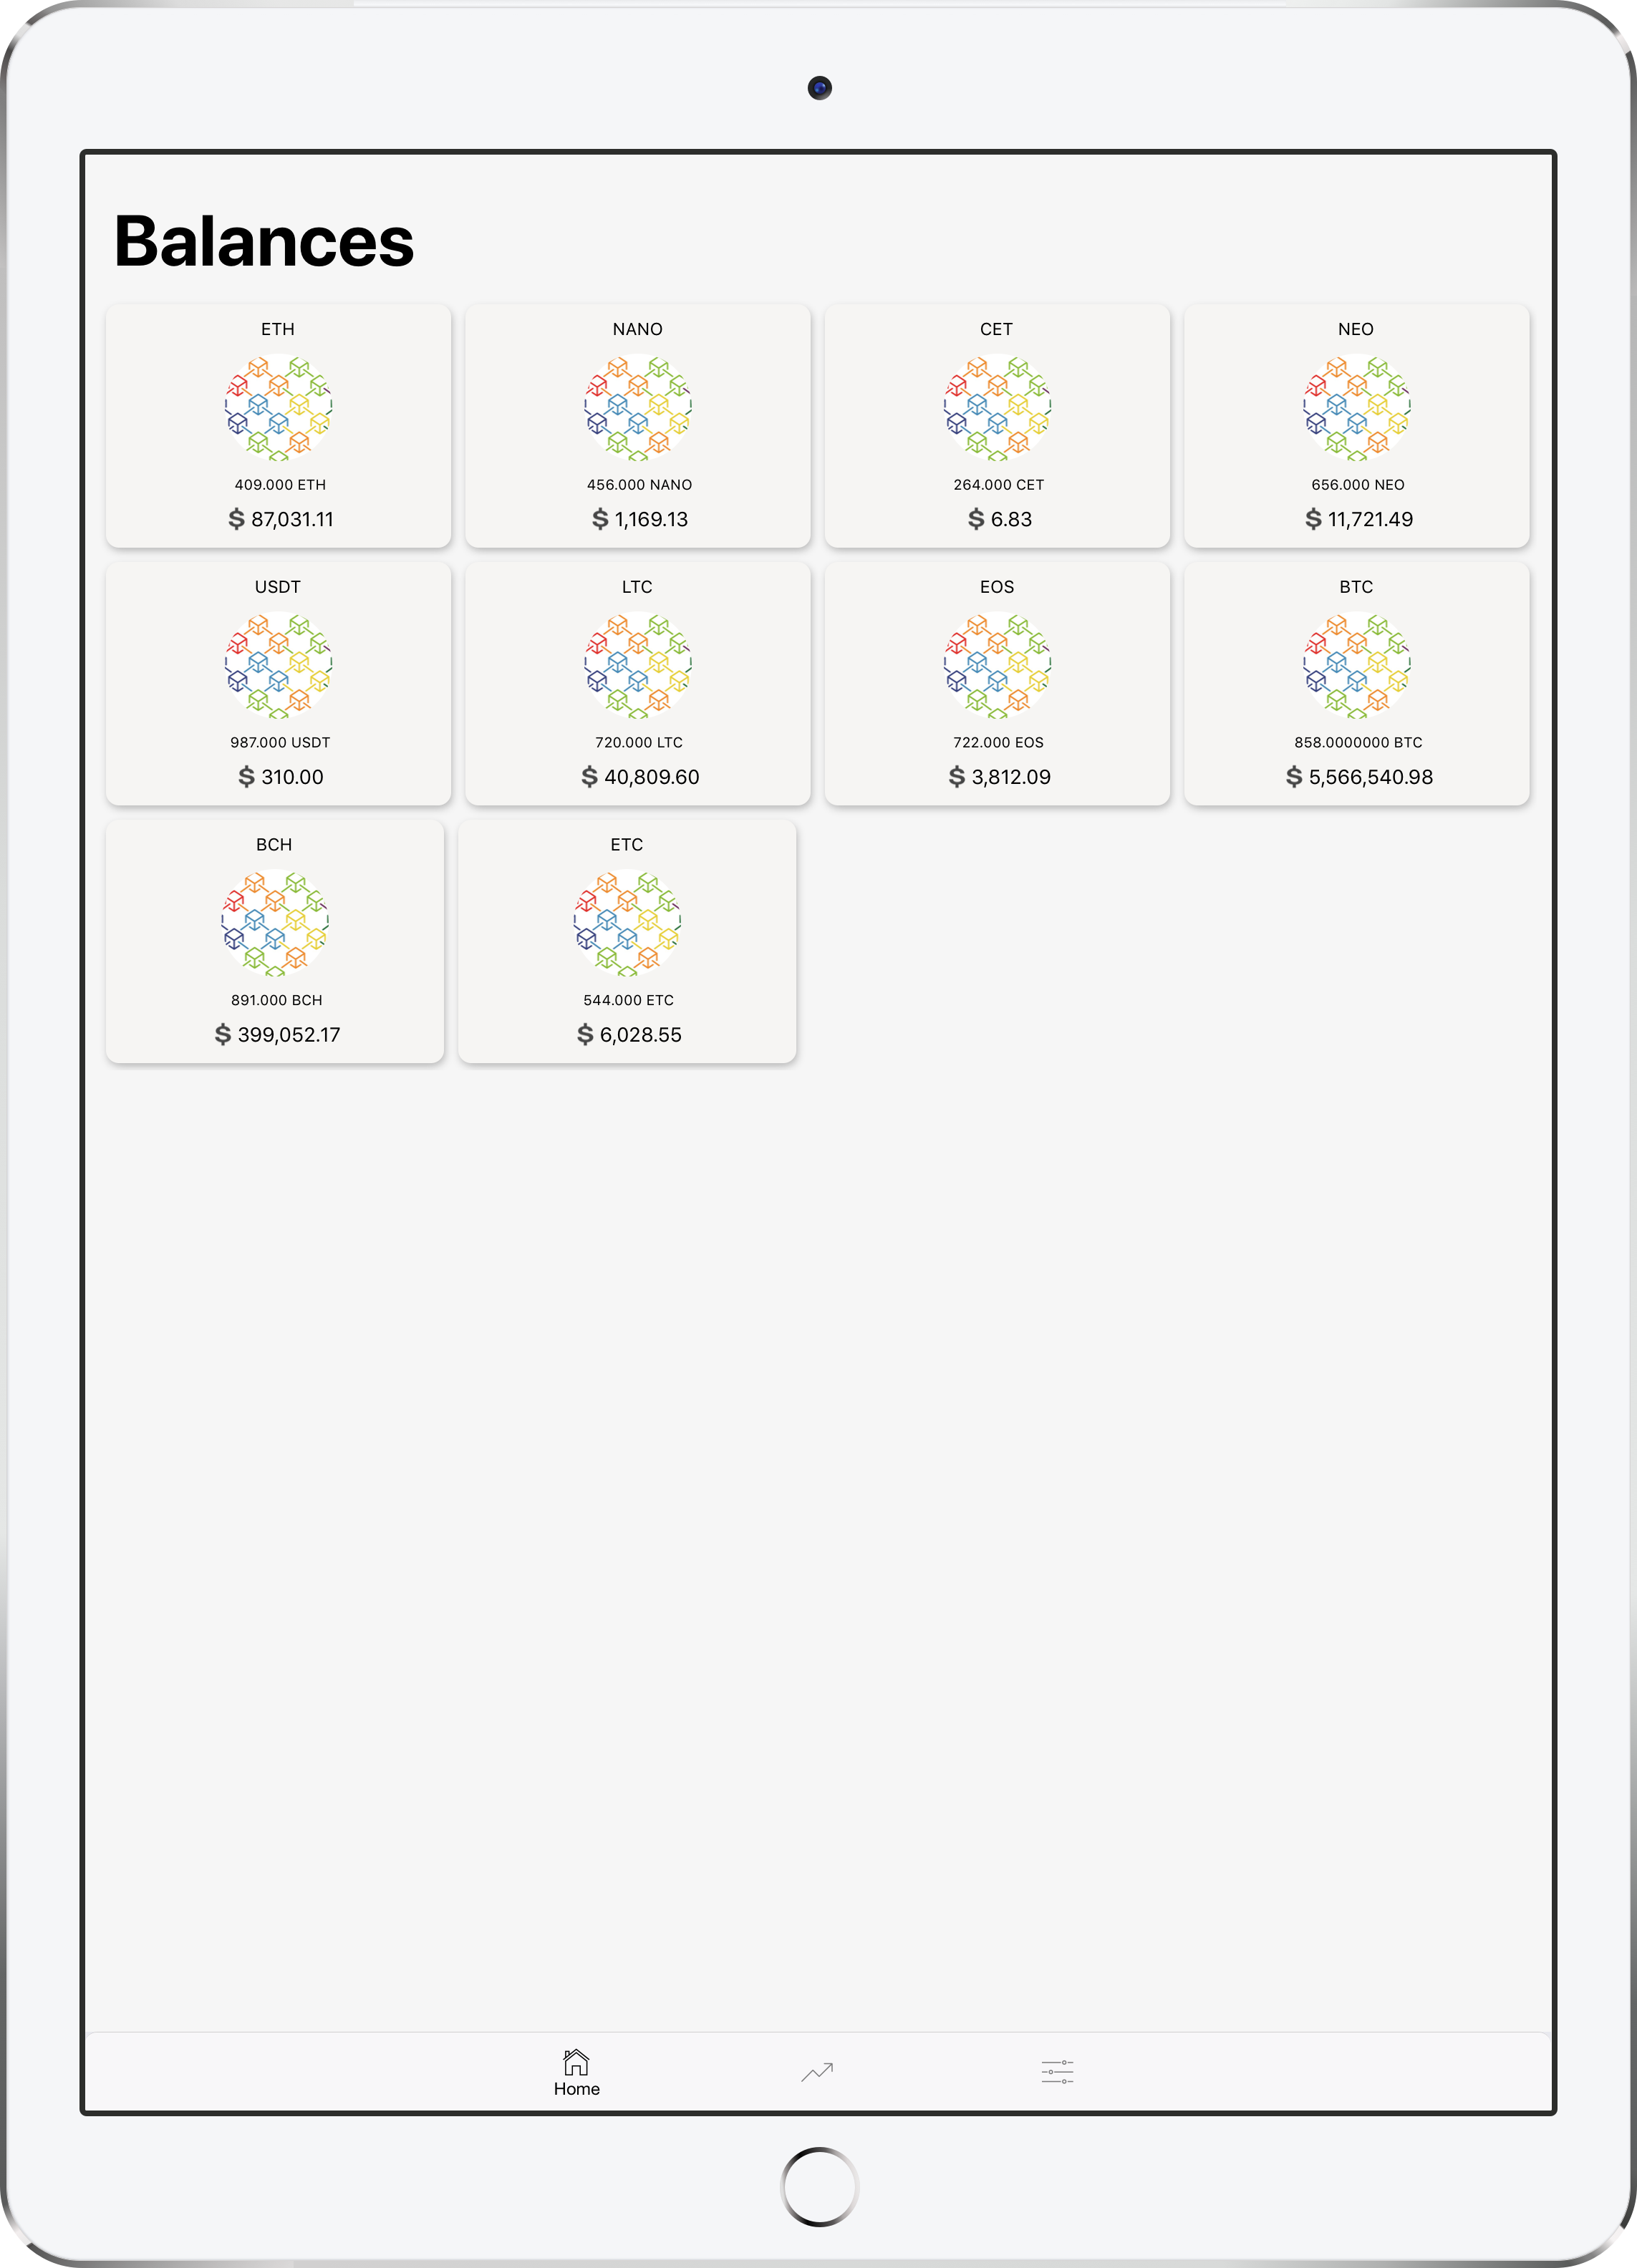 Balances
ETH
409.000 ETH
$ 87,031.11
NANO
456.000 NANO
$ 1,169.13
CET
264.000 CET
$ 6.83
NEO
656.000 NEO
$ 11,721.49
USDT
987.000 USDT
$ 310.00
LTC
720.000 LTC
$ 40,809.60
EOS
722.000 EOS
$ 3,812.09
BTC
858.0000000 BTC
$ 5,566,540.98
BCH
891.000 BCH
$ 399,052.17
ETC
544.000 ETC
$ 6,028.55
Home